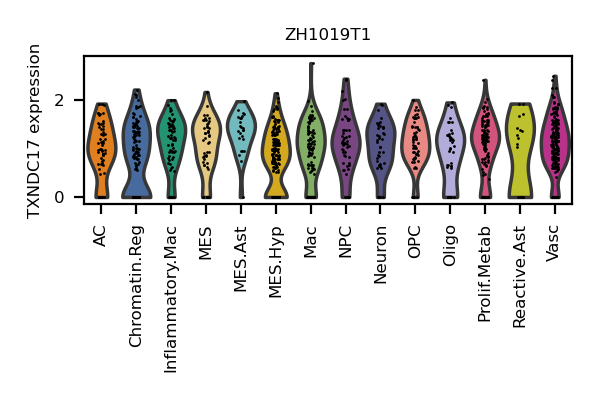 ZH1019T1
TXNDC17 expression
2
0
AC
Chromatin.Reg
Inflammatory.Mac
MES
MES.Ast
MES.Hyp
Mac
NPC
Neuron
OPC
Oligo
Prolif.Metab
Reactive.Ast
Vasc